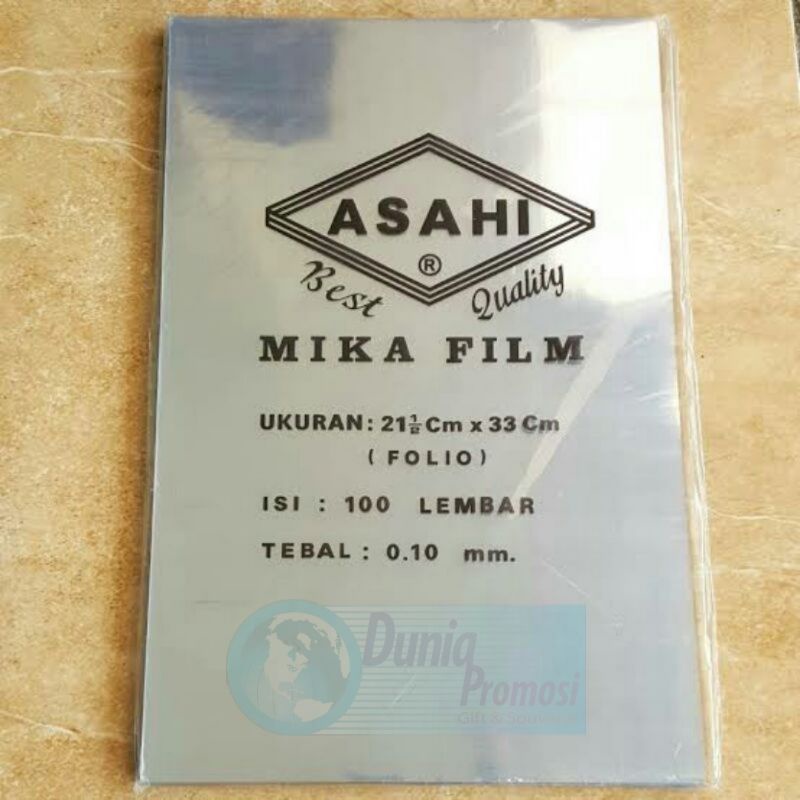 ASAHI
®
Best Quality
MIKA FILM
UKURAN: 21½ Cm x 33 Cm
( FOLIO )
ISI : 100 LEMBAR
TEBAL : 0.10 mm.
Dunia
Promosi
Gift & Souvenir